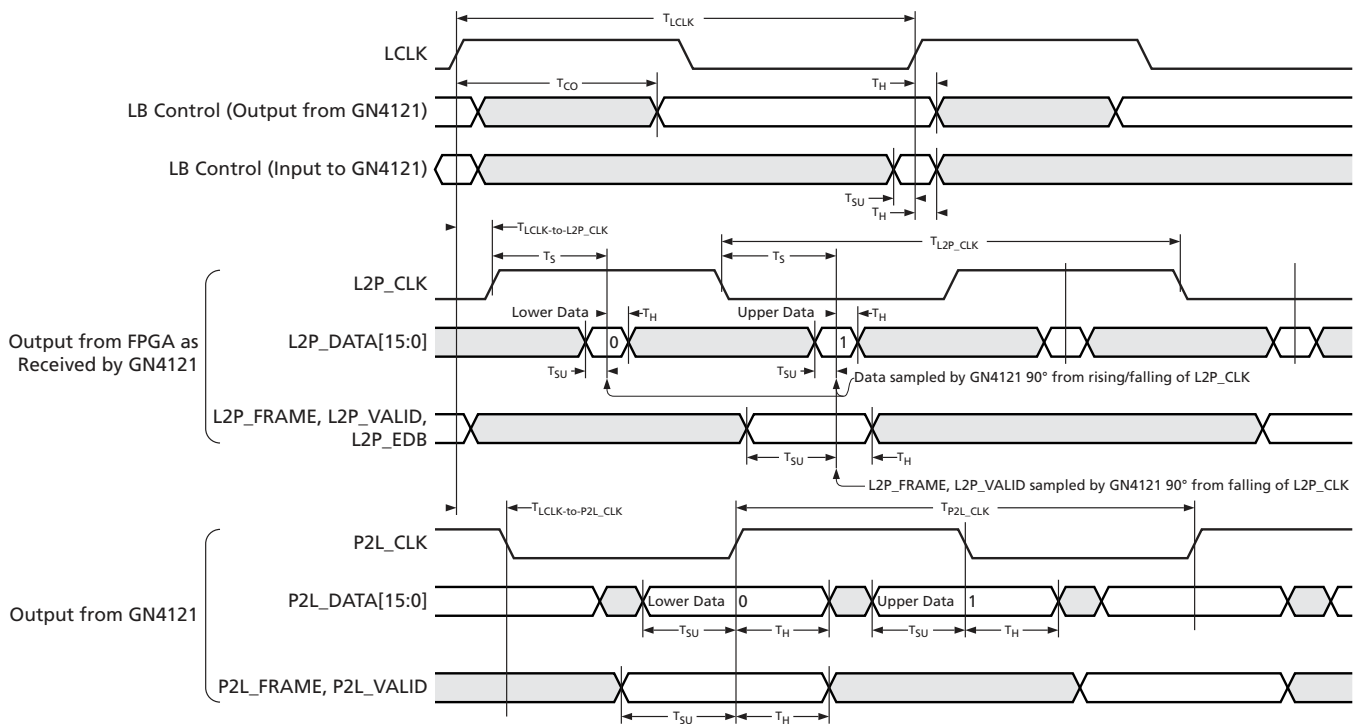 TLCLK
LCLK
TCO
TH
LB Control (Output from GN4121)
LB Control (Input to GN4121)
TSU
TH
TLCLK-to-L2P_CLK
TL2P_CLK
TS
TS
L2P_CLK
Lower Data
TH
Upper Data
TH
Output from FPGA as
Received by GN4121
L2P_DATA[15:0]
0
1
TSU
TSU
Data sampled by GN4121 90° from rising/falling of L2P_CLK
L2P_FRAME, L2P_VALID,
L2P_EDB
TSU
TH
L2P_FRAME, L2P_VALID sampled by GN4121 90° from falling of L2P_CLK
TLCLK-to-P2L_CLK
TP2L_CLK
P2L_CLK
Output from GN4121
P2L_DATA[15:0]
Lower Data
0
Upper Data
1
TSU
TH
TSU
TH
P2L_FRAME, P2L_VALID
TSU
TH